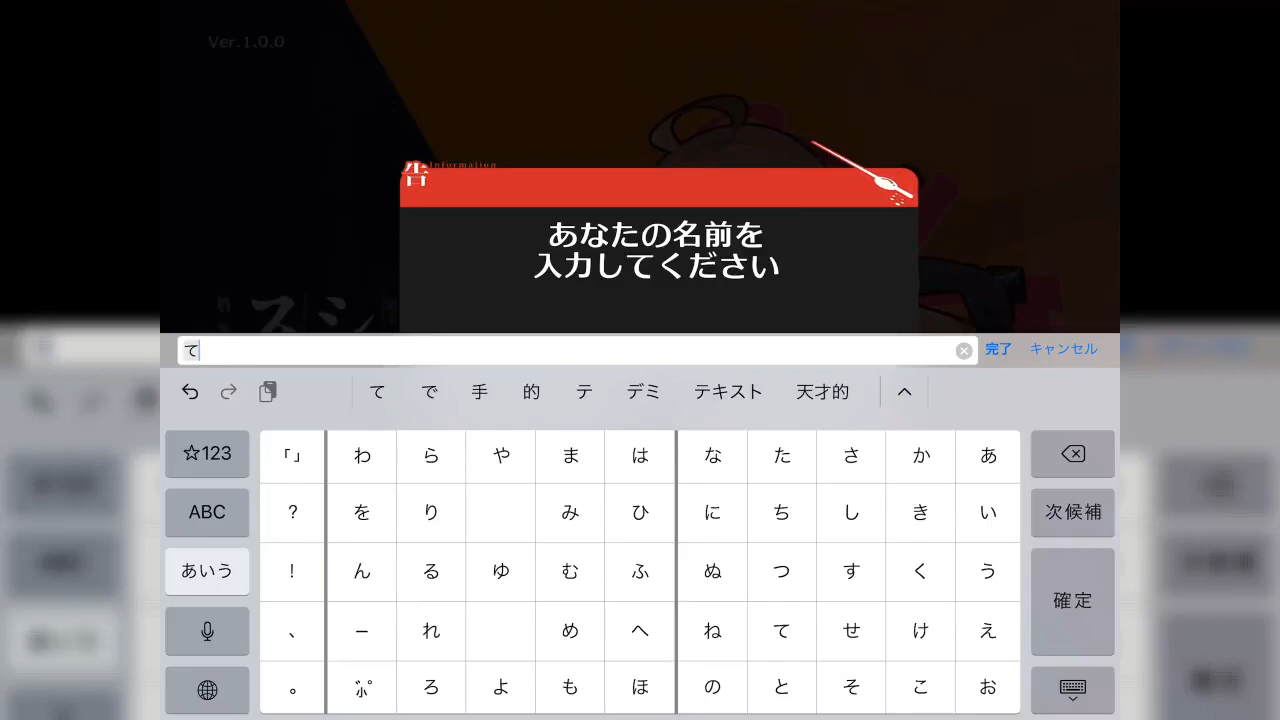 Ver.1.0.0
告 Information
あなたの名前を
入力してください
スシ
て 完了 キャンセル
て で 手 的 テ デミ テキスト 天才的
☆123 「」 わ ら や ま は な た さ か あ
ABC ? を り み ひ に ち し き い 次候補
あいう ! ん る ゆ む ふ ぬ つ す く う 確定
、 ー れ め へ ね て せ け え
。 ゛゜小 ろ よ も ほ の と そ こ お